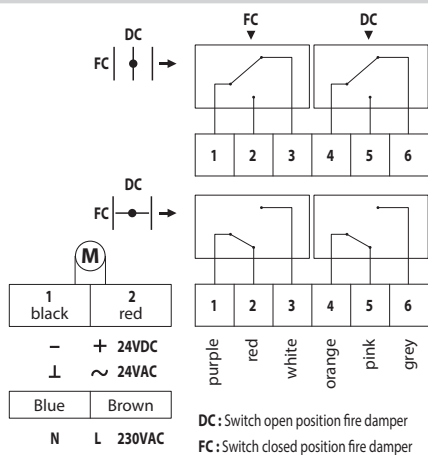 FC DC
DC
FC
1 2 3 4 5 6
DC
FC
M
1 2 3 4 5 6
1 2
black red
purple red white orange pink grey
– + 24VDC
⊥ ~ 24VAC
Blue Brown
N L 230VAC
DC : Switch open position fire damper
FC : Switch closed position fire damper